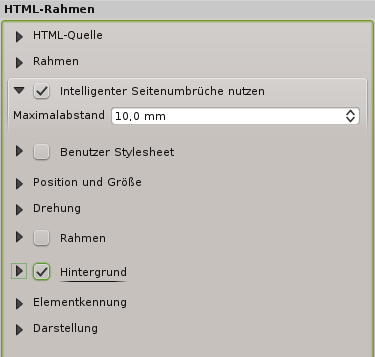 HTML-Rahmen
HTML-Quelle
Rahmen
Intelligenter Seitenumbrüche nutzen
Maximalabstand 10,0 mm
Benutzer Stylesheet
Position und Größe
Drehung
Rahmen
Hintergrund
Elementkennung
Darstellung